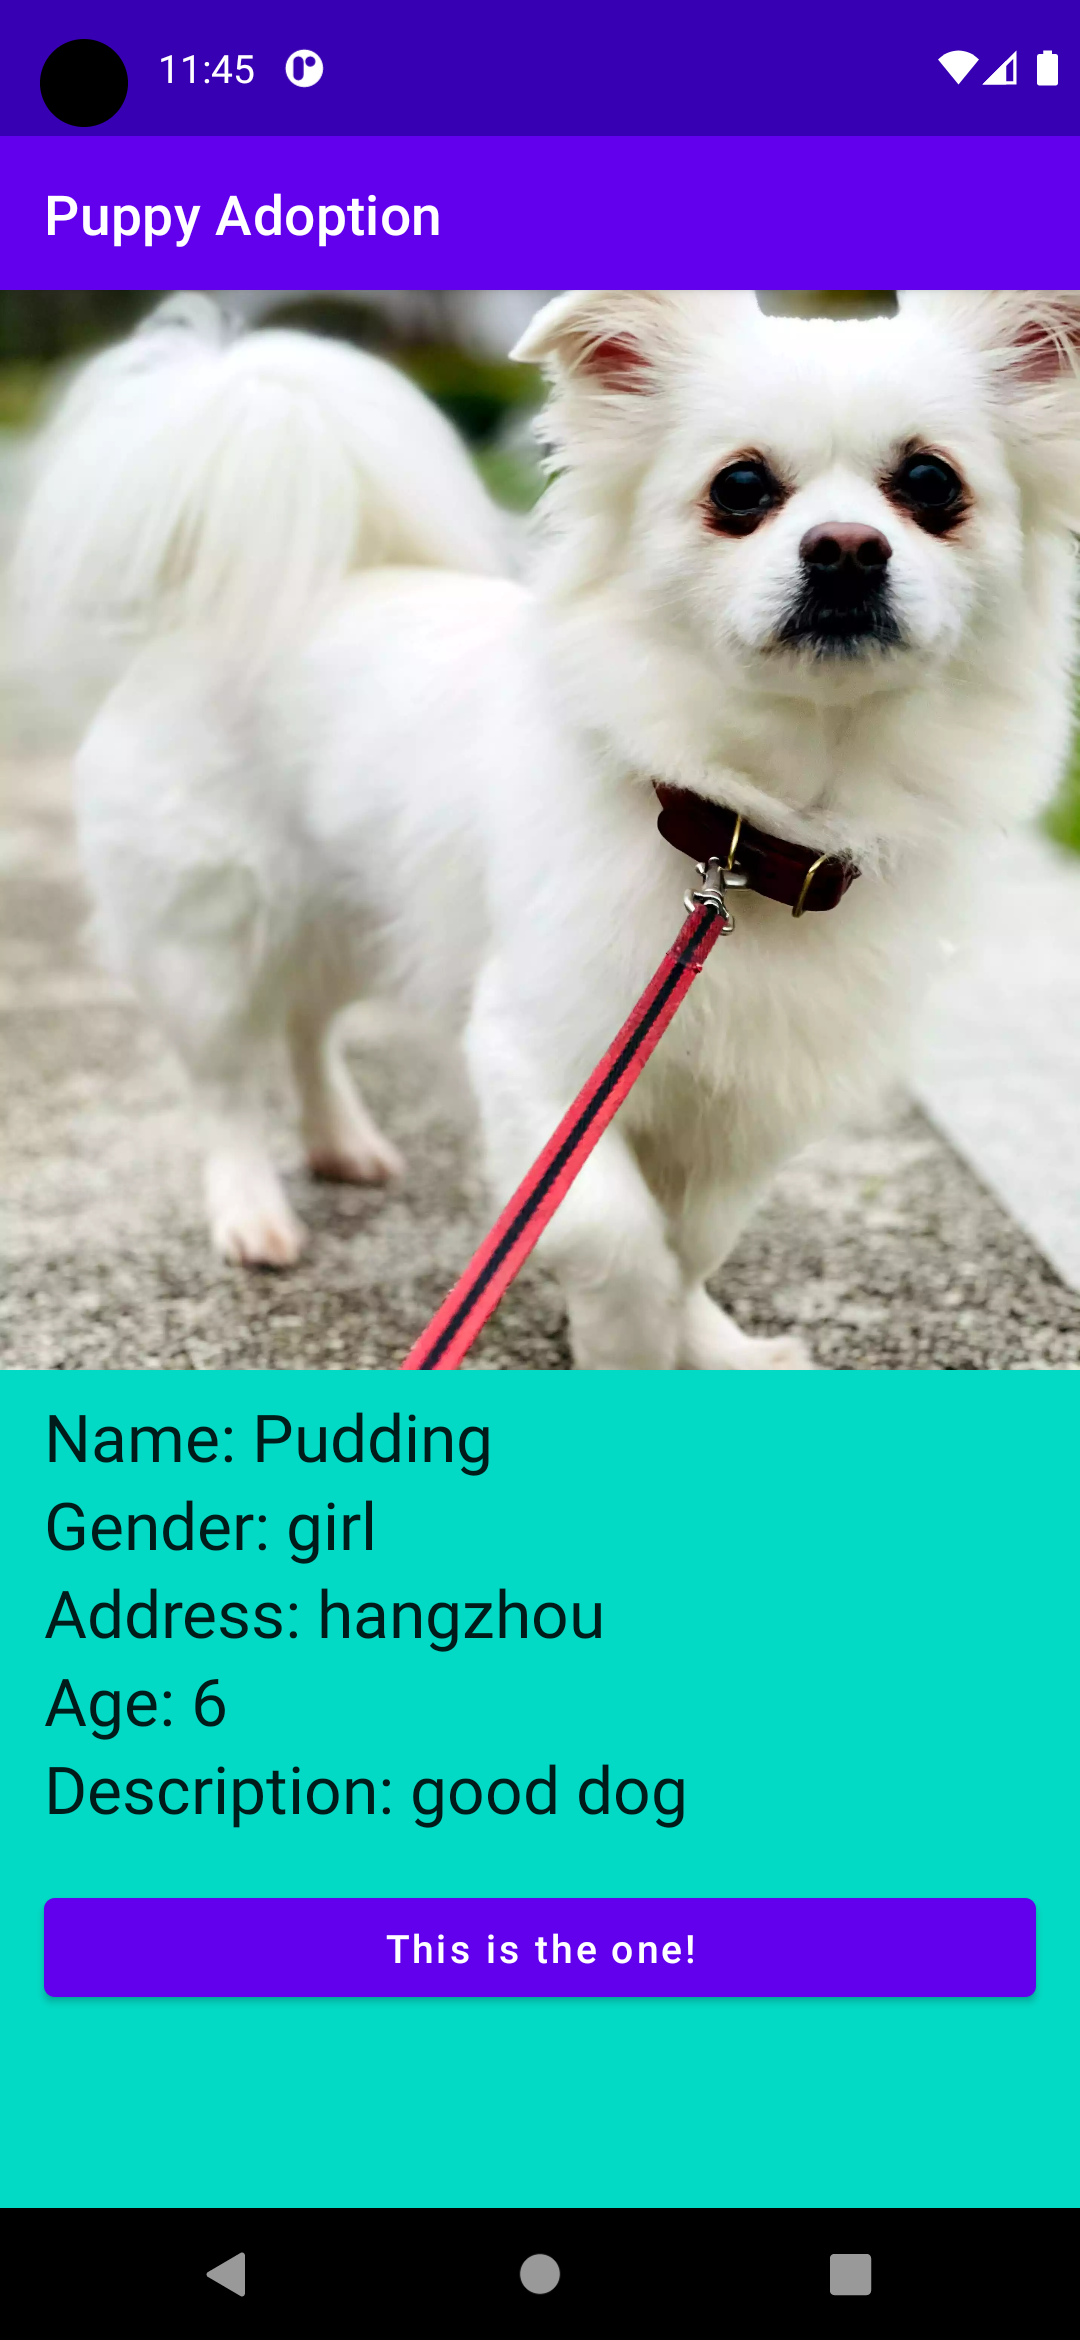 11:45
Puppy Adoption
Name: Pudding
Gender: girl
Address: hangzhou
Age: 6
Description: good dog
This is the one!